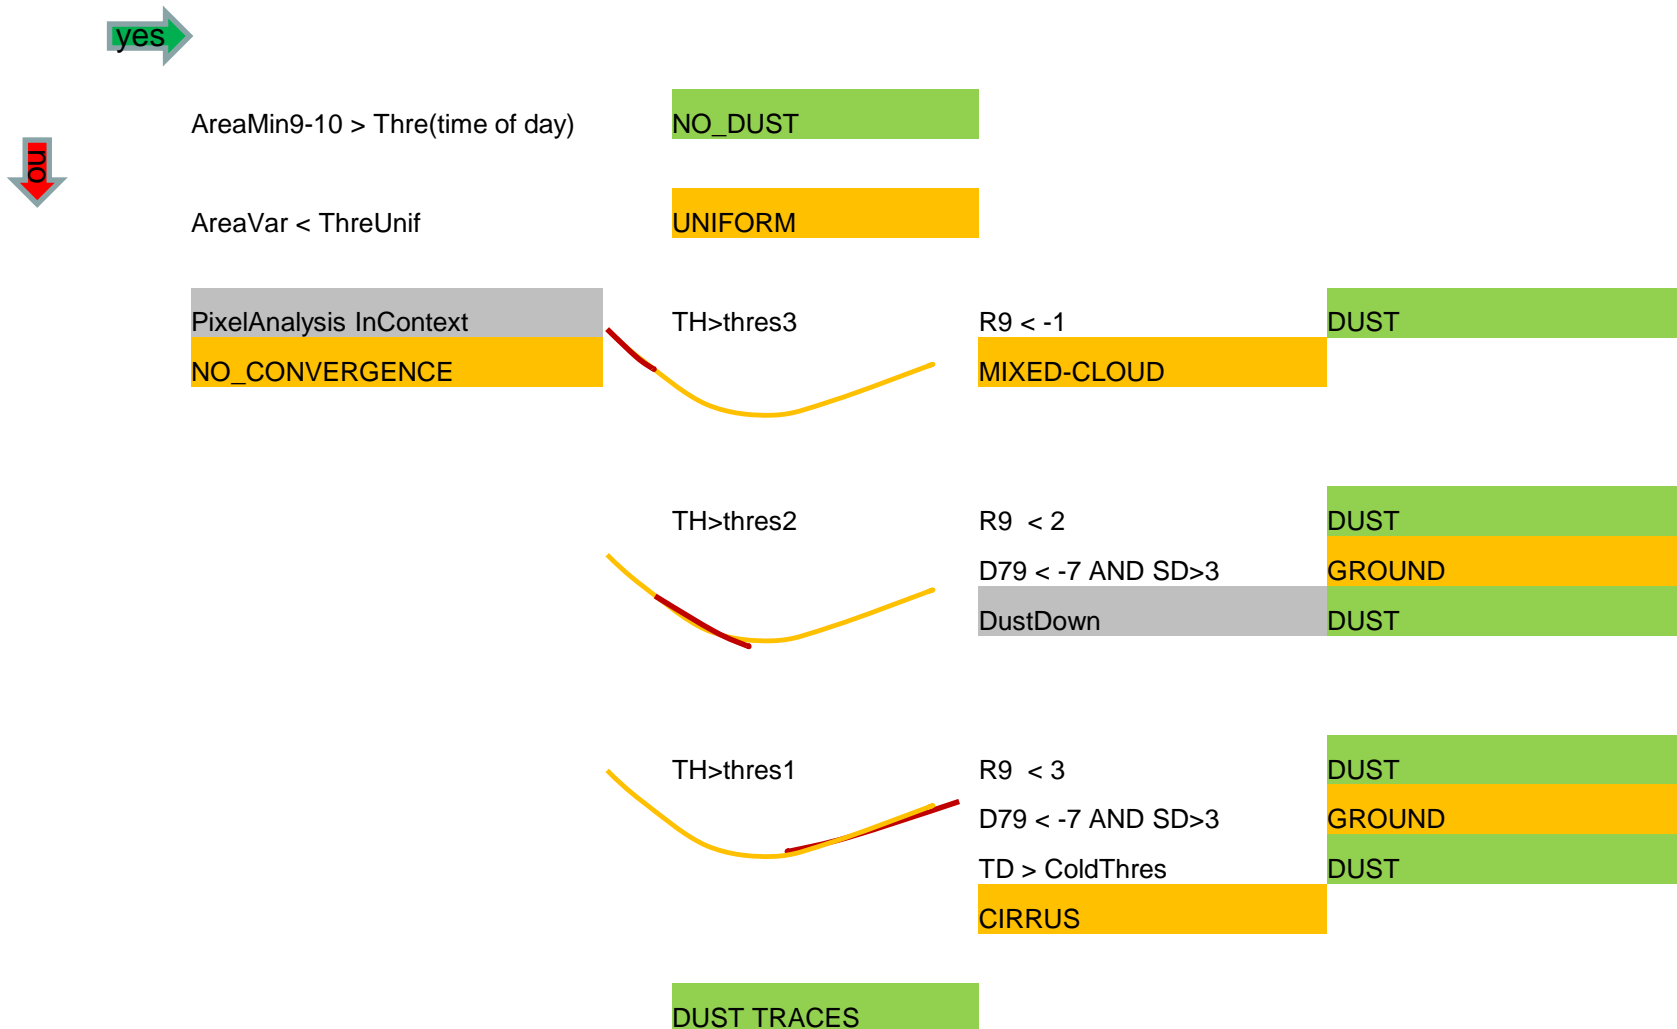 yes
AreaMin9-10 > Thre(time of day) NO_DUST
no
AreaVar < ThreUnif UNIFORM
PixelAnalysis InContext TH>thres3 R9 < -1 DUST
NO_CONVERGENCE MIXED-CLOUD
TH>thres2 R9 < 2 DUST
D79 < -7 AND SD>3 GROUND
DustDown DUST
TH>thres1 R9 < 3 DUST
D79 < -7 AND SD>3 GROUND
TD > ColdThres DUST
CIRRUS
DUST TRACES